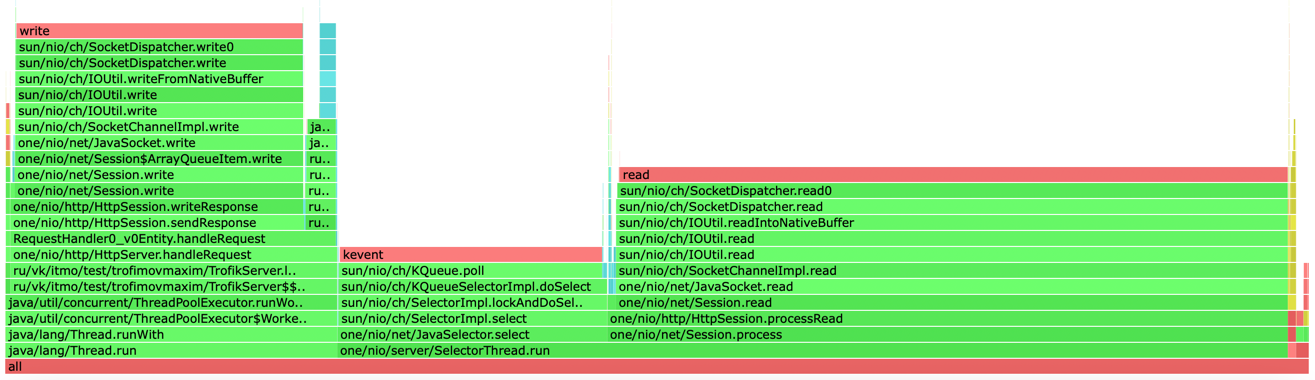 write
sun/nio/ch/SocketDispatcher.write0
sun/nio/ch/SocketDispatcher.write
sun/nio/ch/IOUtil.writeFromNativeBuffer
sun/nio/ch/IOUtil.write
sun/nio/ch/IOUtil.write
sun/nio/ch/SocketChannelImpl.write ja..
one/nio/net/JavaSocket.write ja..
one/nio/net/Session$ArrayQueueItem.write ru..
one/nio/net/Session.write ru.. read
one/nio/net/Session.write ru.. sun/nio/ch/SocketDispatcher.read0
one/nio/http/HttpSession.writeResponse ru.. sun/nio/ch/SocketDispatcher.read
one/nio/http/HttpSession.sendResponse ru.. sun/nio/ch/IOUtil.readIntoNativeBuffer
RequestHandler0_v0Entity.handleRequest sun/nio/ch/IOUtil.read
one/nio/http/HttpServer.handleRequest kevent sun/nio/ch/IOUtil.read
ru/vk/itmo/test/trofimovmaxim/TrofikServer.l.. sun/nio/ch/KQueue.poll sun/nio/ch/SocketChannelImpl.read
ru/vk/itmo/test/trofimovmaxim/TrofikServer$$.. sun/nio/ch/KQueueSelectorImpl.doSelect one/nio/net/JavaSocket.read
java/util/concurrent/ThreadPoolExecutor.runWo.. sun/nio/ch/SelectorImpl.lockAndDoSel.. one/nio/net/Session.read
java/util/concurrent/ThreadPoolExecutor$Worke.. sun/nio/ch/SelectorImpl.select one/nio/http/HttpSession.processRead
java/lang/Thread.runWith one/nio/net/JavaSelector.select one/nio/net/Session.process
java/lang/Thread.run one/nio/server/SelectorThread.run
all